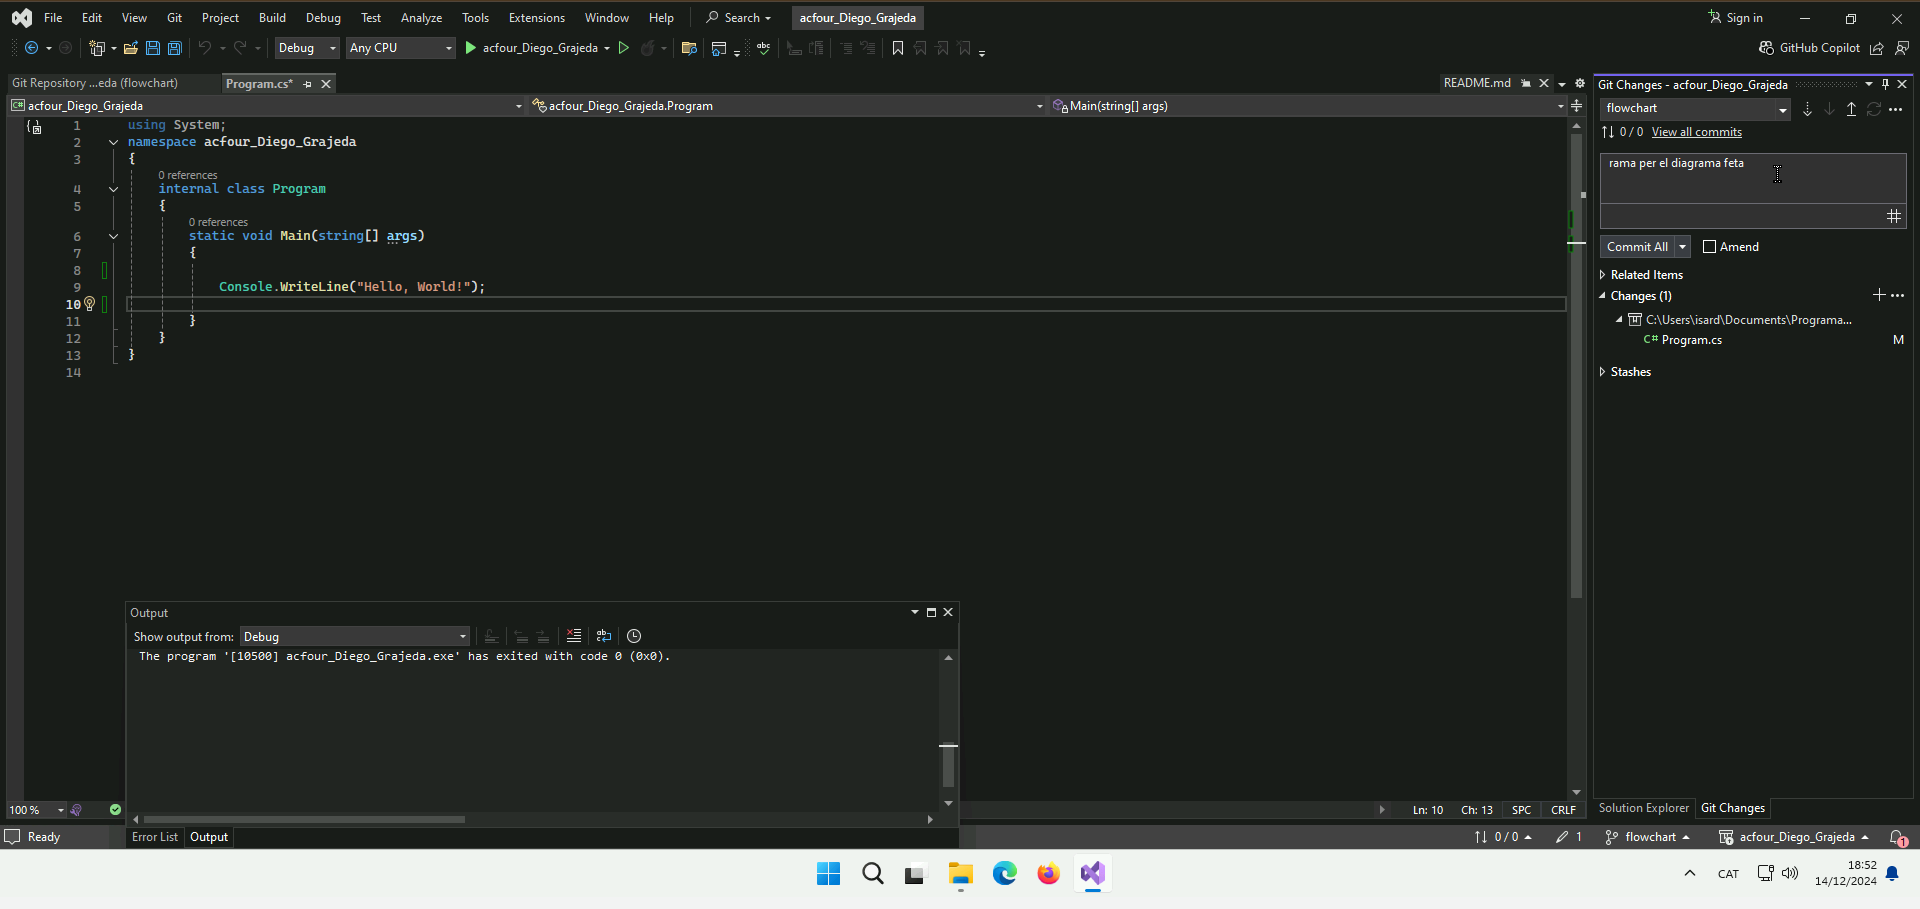 File Edit View Git Project Build Debug Test Analyze Tools Extensions Window Help Search acfour_Diego_Grajeda Sign in
Debug Any CPU acfour_Diego_Grajeda GitHub Copilot
Git Repository ...eda (flowchart) Program.cs* README.md
acfour_Diego_Grajeda acfour_Diego_Grajeda.Program Main(string[] args)
1 using System;
2 namespace acfour_Diego_Grajeda
3 {
0 references
4 internal class Program
5 {
0 references
6 static void Main(string[] args)
7 {
8
9 Console.WriteLine("Hello, World!");
10
11 }
12 }
13 }
14
Output
Show output from: Debug
The program '[10500] acfour_Diego_Grajeda.exe' has exited with code 0 (0x0).
100 %
Ln: 10 Ch: 13 SPC CRLF
Error List Output
Git Changes - acfour_Diego_Grajeda
flowchart
0 / 0 View all commits
rama per el diagrama feta
Commit All Amend
Related Items
Changes (1)
C:\Users\isard\Documents\Programa...
C# Program.cs M
Stashes
Solution Explorer Git Changes
Ready 0 / 0 1 flowchart acfour_Diego_Grajeda 1
CAT 18:52
14/12/2024